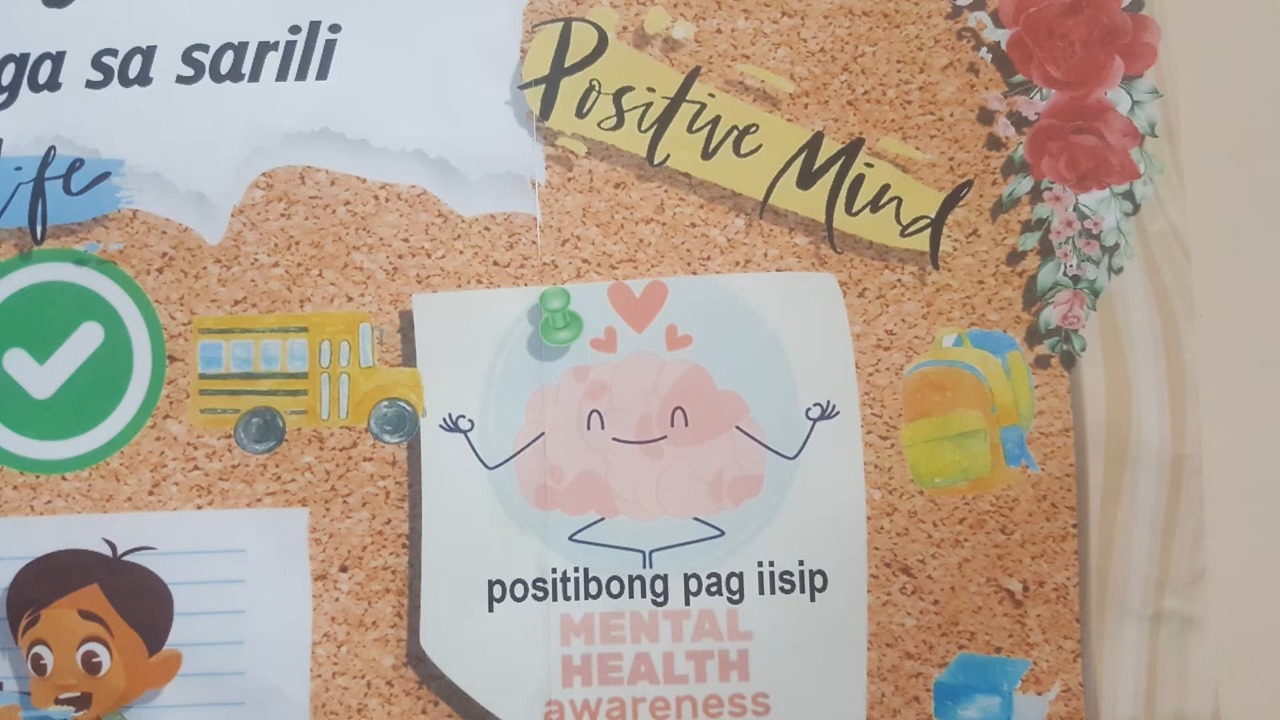 ga sa sarili
ife
Positive Mind
positibong pag iisip
MENTAL
HEALTH
awareness